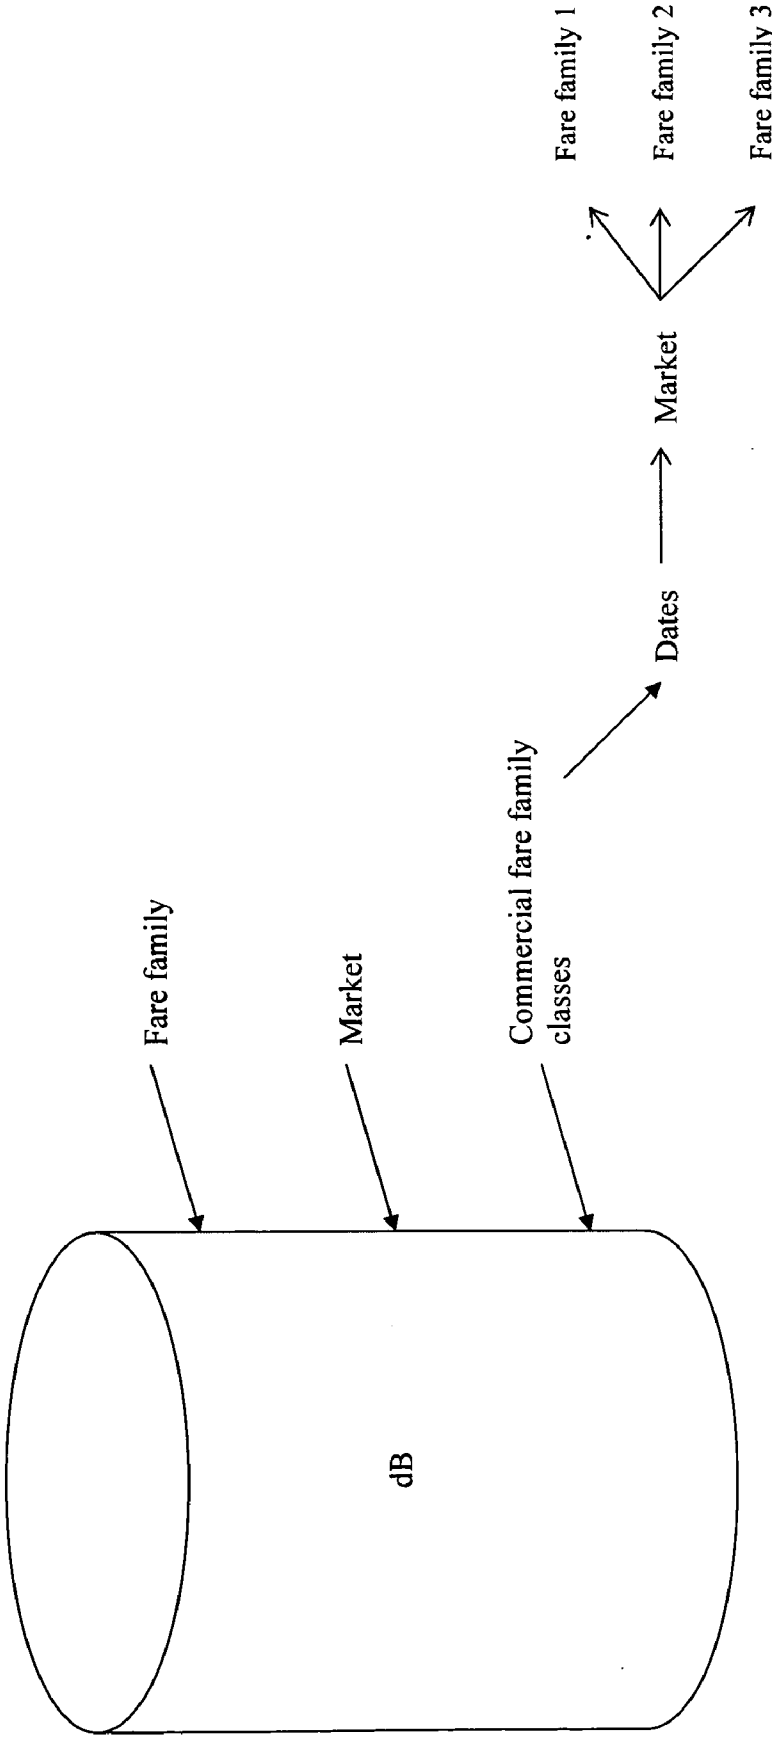 dB
Fare family
Market
Commercial fare family
classes
Dates
Market
Fare family 1
Fare family 2
Fare family 3